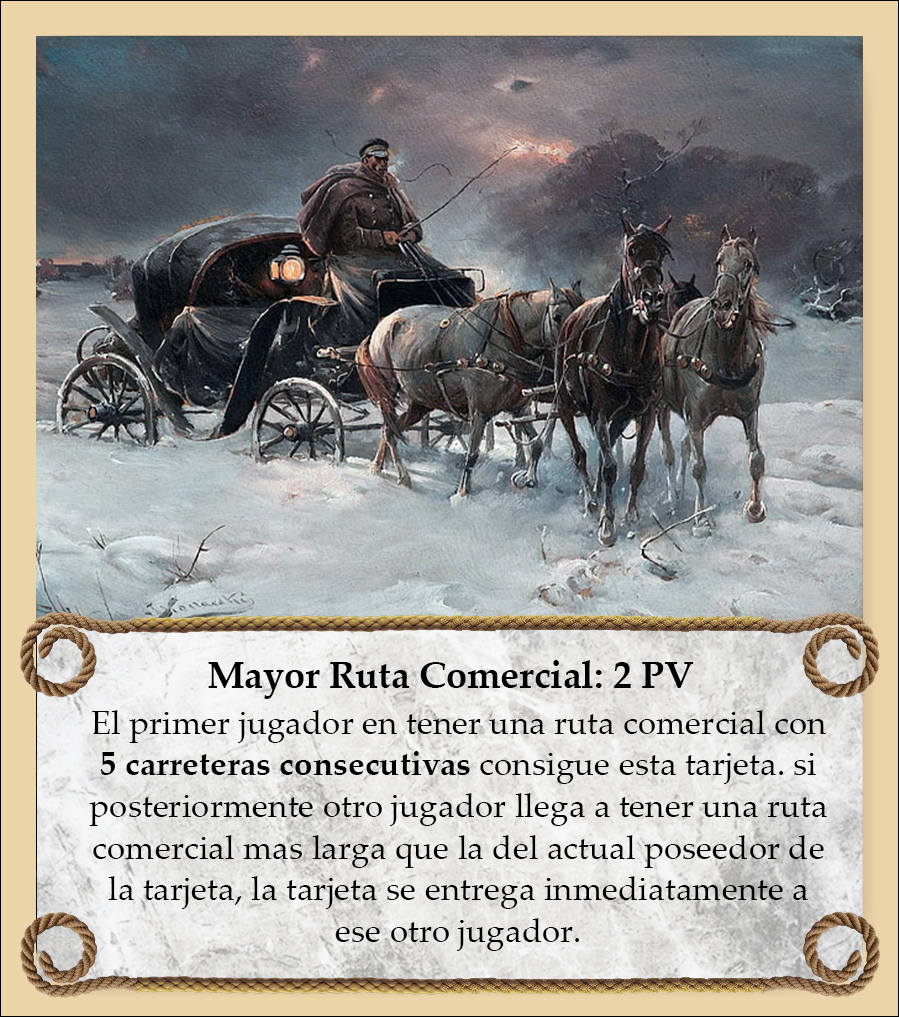 Mayor Ruta Comercial: 2 PV
El primer jugador en tener una ruta comercial con
5 carreteras consecutivas consigue esta tarjeta. si
posteriormente otro jugador llega a tener una ruta
comercial mas larga que la del actual poseedor de
la tarjeta, la tarjeta se entrega inmediatamente a
ese otro jugador.